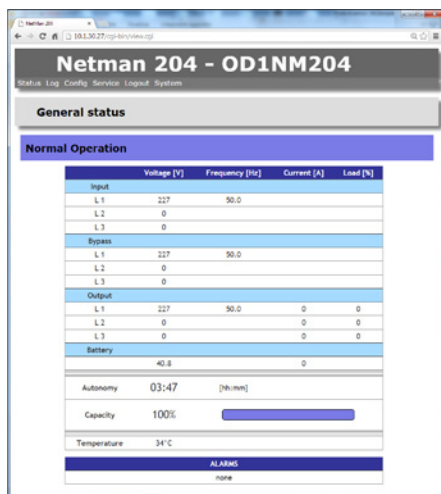 NetMan 204
10.1.30.27/cgi-bin/view.cgi
Netman 204 - OD1NM204
Status Log Config Service Logout System
General status
Normal Operation
Voltage [V] Frequency [Hz] Current [A] Load [%]
Input
L 1 227 50.0
L 2 0
L 3 0
Bypass
L 1 227 50.0
L 2 0
L 3 0
Output
L 1 227 50.0 0 0
L 2 0 0 0
L 3 0 0 0
Battery
40.8 0
Autonomy 03:47 [hh:mm]
Capacity 100%
Temperature 34°C
ALARMS
none